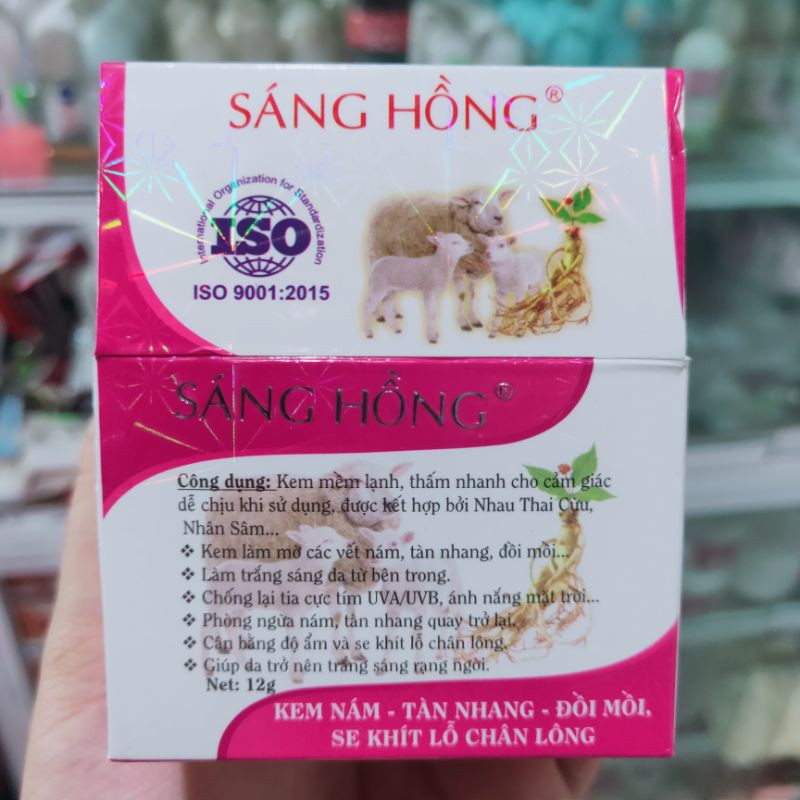 SÁNG HỒNG®
International Organization for Standardization
ISO
ISO 9001:2015
SÁNG HỒNG®
Công dụng: Kem mềm lạnh, thấm nhanh cho cảm giác
dễ chịu khi sử dụng, được kết hợp bởi Nhau Thai Cừu,
Nhân Sâm...
❖ Kem làm mờ các vết nám, tàn nhang, đồi mồi...
❖ Làm trắng sáng da từ bên trong.
❖ Chống lại tia cực tím UVA/UVB, ánh nắng mặt trời...
❖ Phòng ngừa nám, tàn nhang quay trở lại.
❖ Cân bằng độ ẩm và se khít lỗ chân lông.
❖ Giúp da trở nên trắng sáng rạng ngời.
Net: 12g
KEM NÁM - TÀN NHANG - ĐỒI MỒI,
SE KHÍT LỖ CHÂN LÔNG